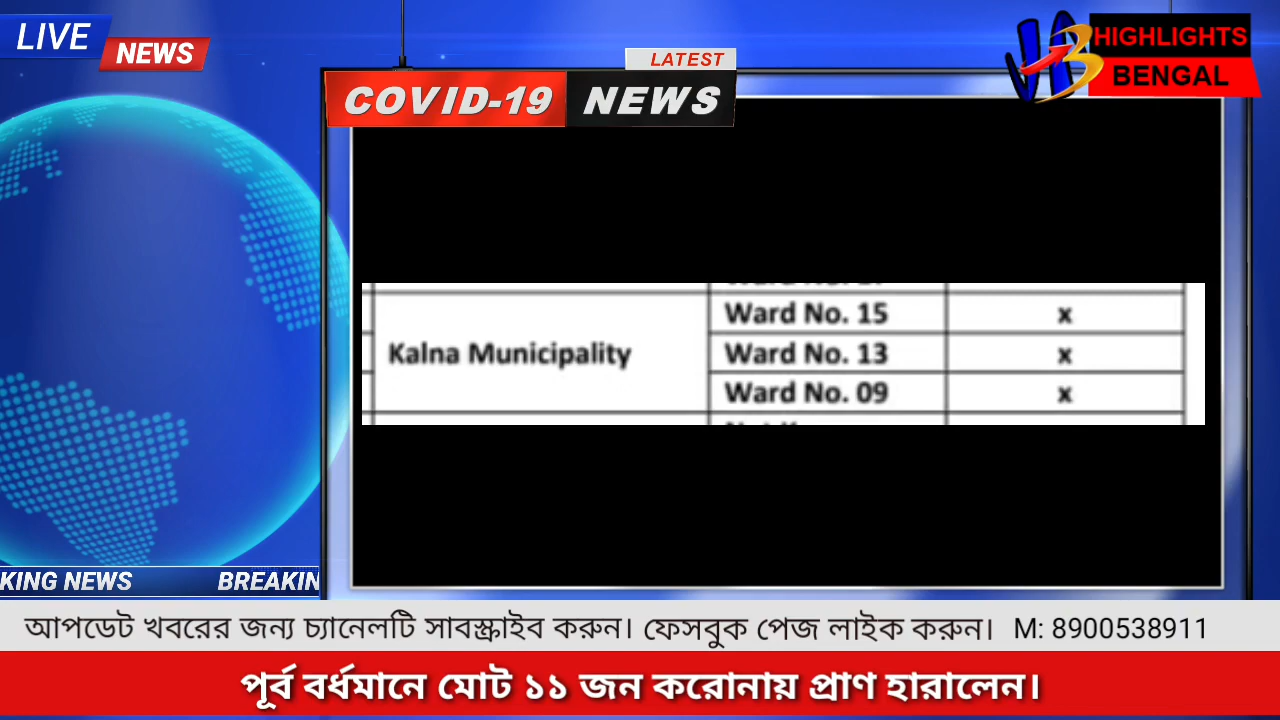 LIVE
NEWS
LATEST
COVID-19 NEWS
HIGHLIGHTS
BENGAL
Ward No. 15 x
Kalna Municipality Ward No. 13 x
Ward No. 09 x
KING NEWS BREAKIN
আপডেট খবরের জন্য চ্যানেলটি সাবস্ক্রাইব করুন। ফেসবুক পেজ লাইক করুন। M: 8900538911
পূর্ব বর্ধমানে মোট ১১ জন করোনায় প্রাণ হারালেন।